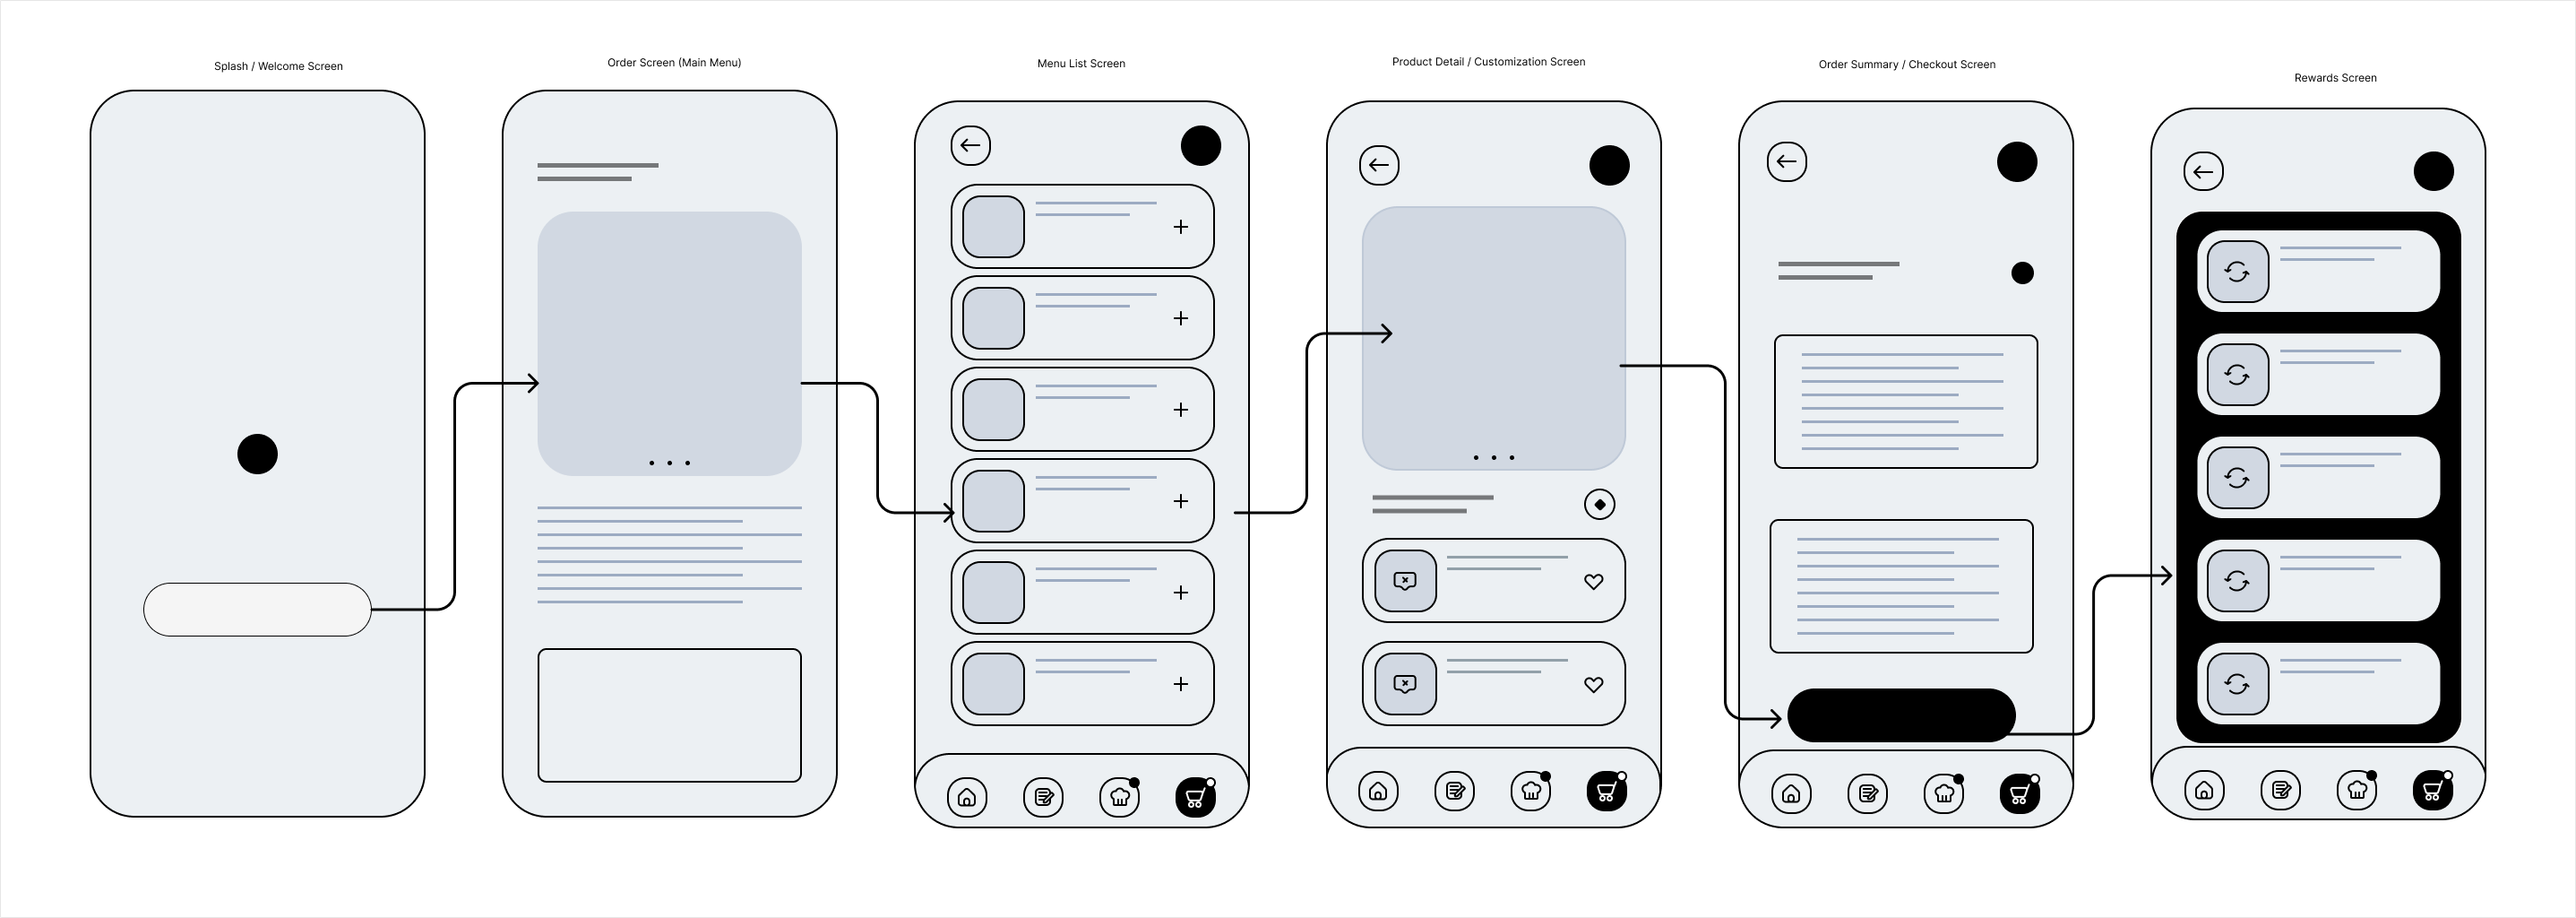 Splash / Welcome Screen
Order Screen (Main Menu)
Menu List Screen
Product Detail / Customization Screen
Order Summary / Checkout Screen
Rewards Screen